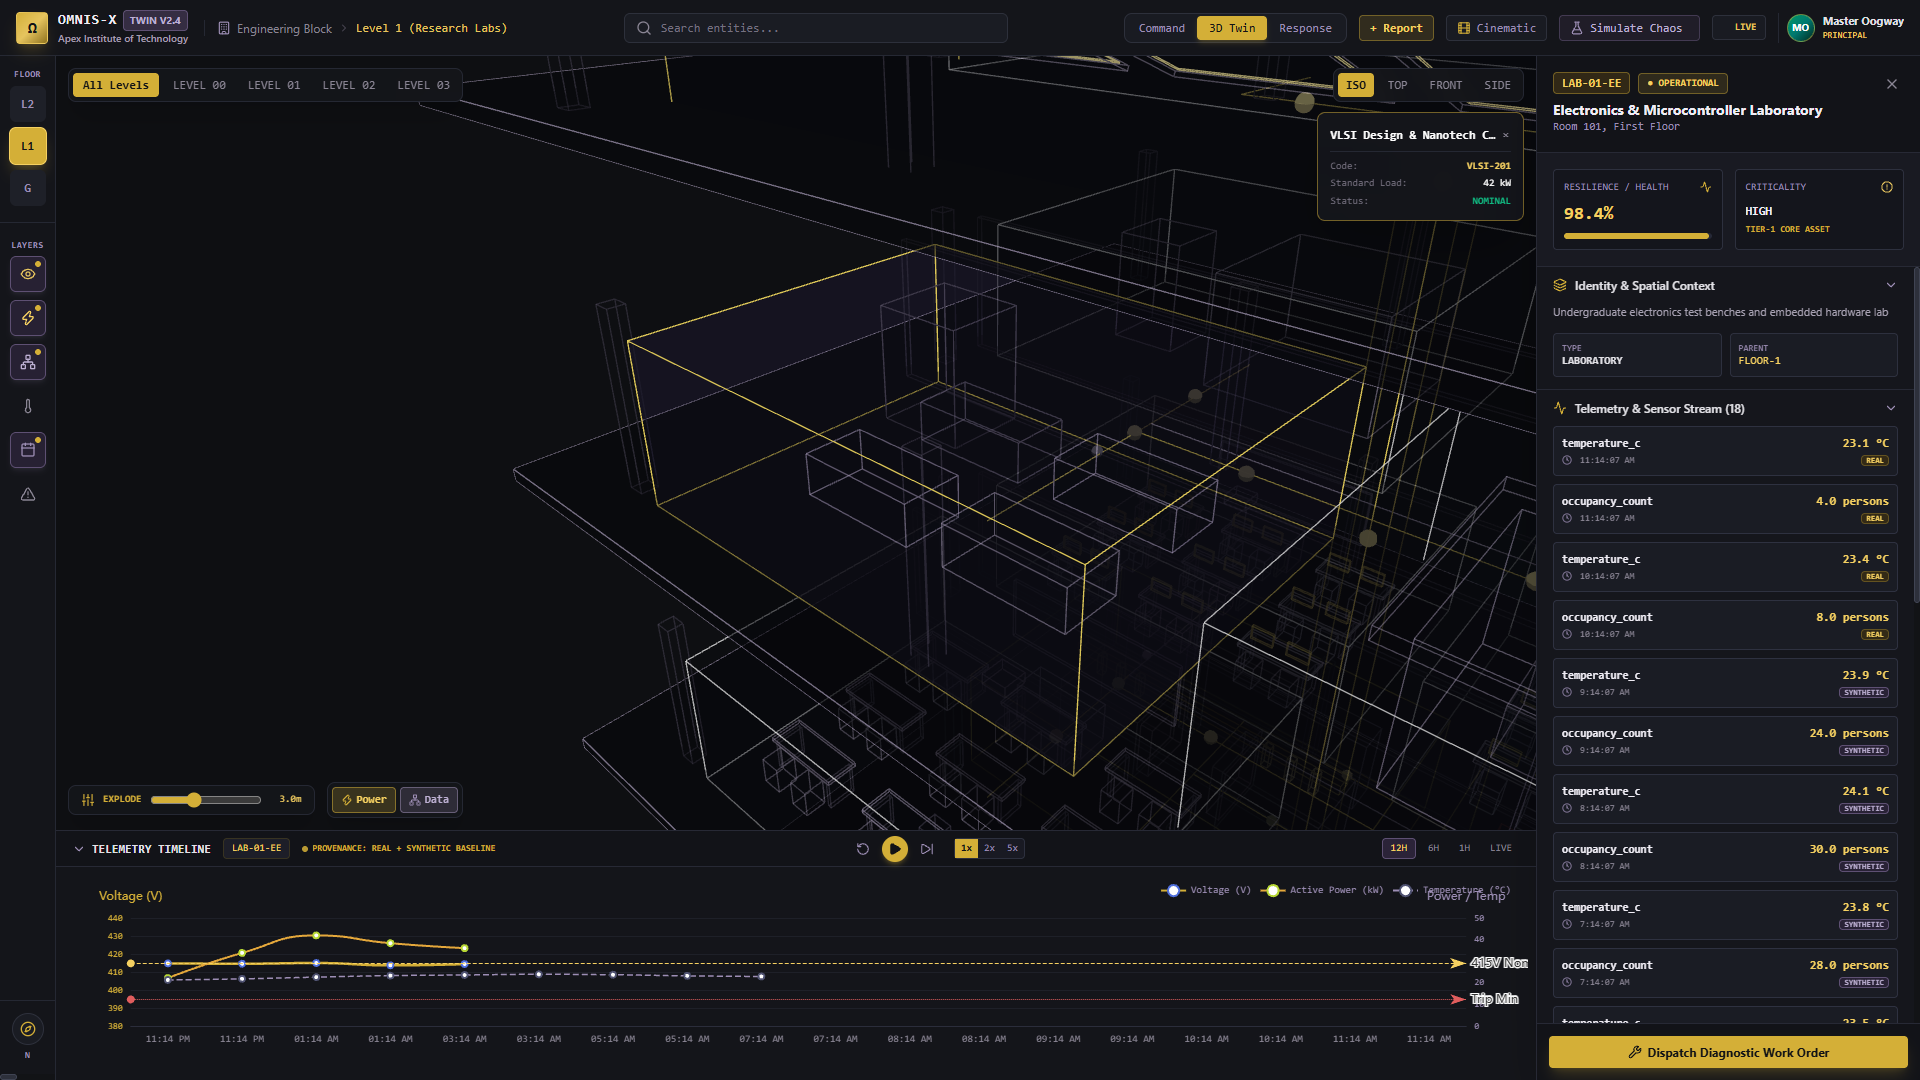 Ω
OMNIS-X TWIN V2.4
Apex Institute of Technology
Engineering Block > Level 1 (Research Labs)
Search entities...
Command 3D Twin Response
+ Report
Cinematic
Simulate Chaos
LIVE
MO
Master Oogway
PRINCIPAL
FLOOR
L2
L1
G
LAYERS
N
All Levels LEVEL 00 LEVEL 01 LEVEL 02 LEVEL 03
ISO TOP FRONT SIDE
VLSI Design & Nanotech C… ×
Code: VLSI-201
Standard Load: 42 kW
Status: NOMINAL
EXPLODE 3.0m
Power Data
TELEMETRY TIMELINE LAB-01-EE PROVENANCE: REAL + SYNTHETIC BASELINE
1x 2x 5x
12H 6H 1H LIVE
Voltage (V) Active Power (kW) Temperature (°C)
Voltage (V)
Power / Temp
440
430
420
410
400
390
380
50
40
20
10
0
415V Nom
Trip Min
11:14 PM 11:14 PM 01:14 AM 01:14 AM 03:14 AM 03:14 AM 05:14 AM 05:14 AM 07:14 AM 07:14 AM 08:14 AM 08:14 AM 09:14 AM 09:14 AM 10:14 AM 10:14 AM 11:14 AM 11:14 AM
LAB-01-EE OPERATIONAL
Electronics & Microcontroller Laboratory
Room 101, First Floor
RESILIENCE / HEALTH
98.4%
CRITICALITY
HIGH
TIER-1 CORE ASSET
Identity & Spatial Context
Undergraduate electronics test benches and embedded hardware lab
TYPE
LABORATORY
PARENT
FLOOR-1
Telemetry & Sensor Stream (18)
temperature_c 23.1 °C
11:14:07 AM REAL
occupancy_count 4.0 persons
11:14:07 AM REAL
temperature_c 23.4 °C
10:14:07 AM REAL
occupancy_count 8.0 persons
10:14:07 AM REAL
temperature_c 23.9 °C
9:14:07 AM SYNTHETIC
occupancy_count 24.0 persons
9:14:07 AM SYNTHETIC
temperature_c 24.1 °C
8:14:07 AM SYNTHETIC
occupancy_count 30.0 persons
8:14:07 AM SYNTHETIC
temperature_c 23.8 °C
7:14:07 AM SYNTHETIC
occupancy_count 28.0 persons
7:14:07 AM SYNTHETIC
temperature_c 23.5 °C
Dispatch Diagnostic Work Order